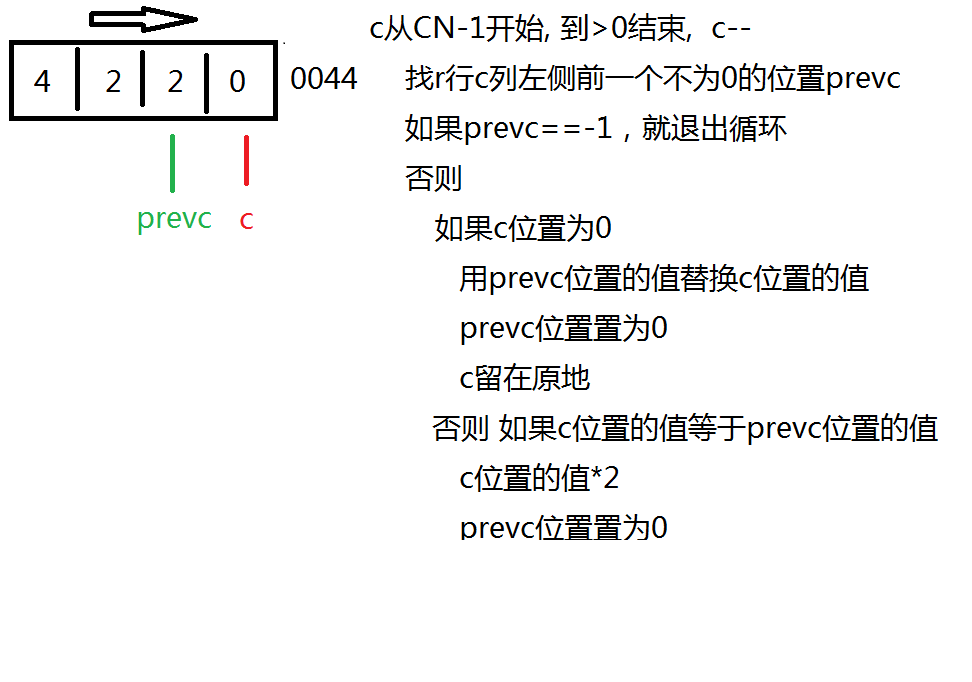 c从CN-1开始, 到>0结束, c--
4 2 2 0 0044
找r行c列左侧前一个不为0的位置prevc
如果prevc==-1，就退出循环
否则
prevc c
如果c位置为0
用prevc位置的值替换c位置的值
prevc位置置为0
c留在原地
否则 如果c位置的值等于prevc位置的值
c位置的值*2
prevc位置置为0